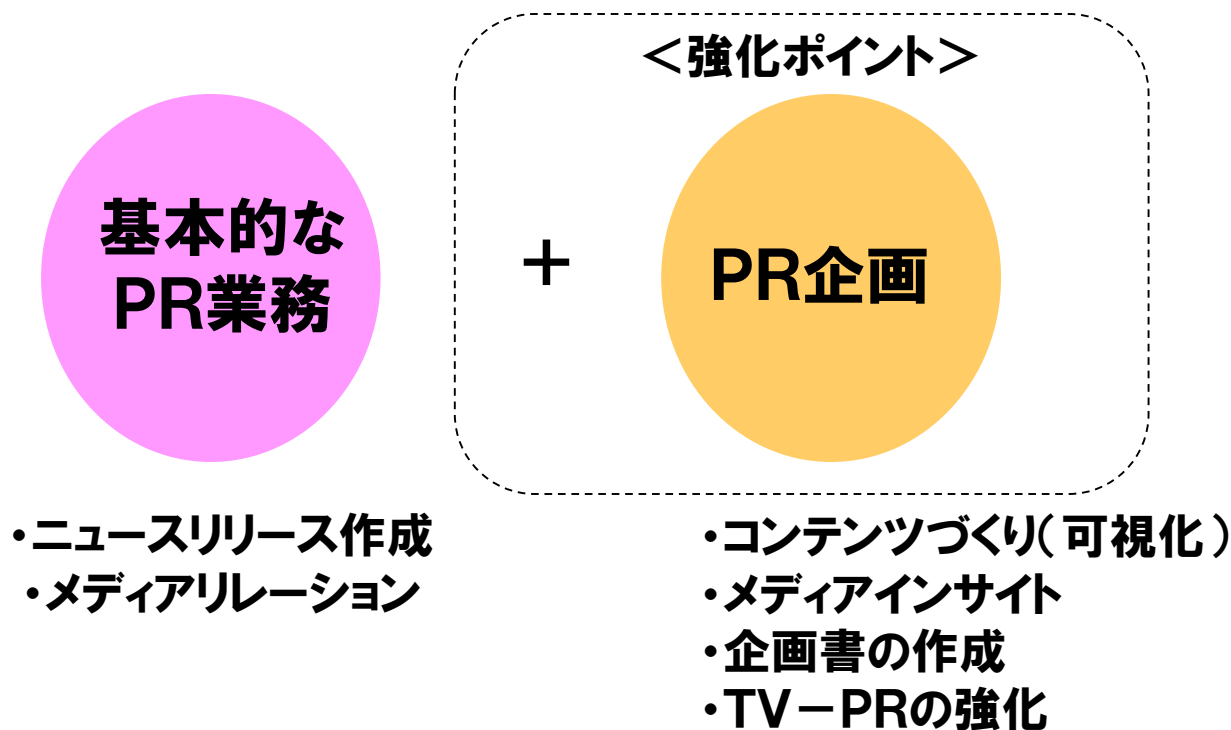 <強化ポイント>
基本的な
PR業務
+
PR企画
・ニュースリリース作成
・メディアリレーション
・コンテンツづくり(可視化)
・メディアインサイト
・企画書の作成
・TV-PRの強化